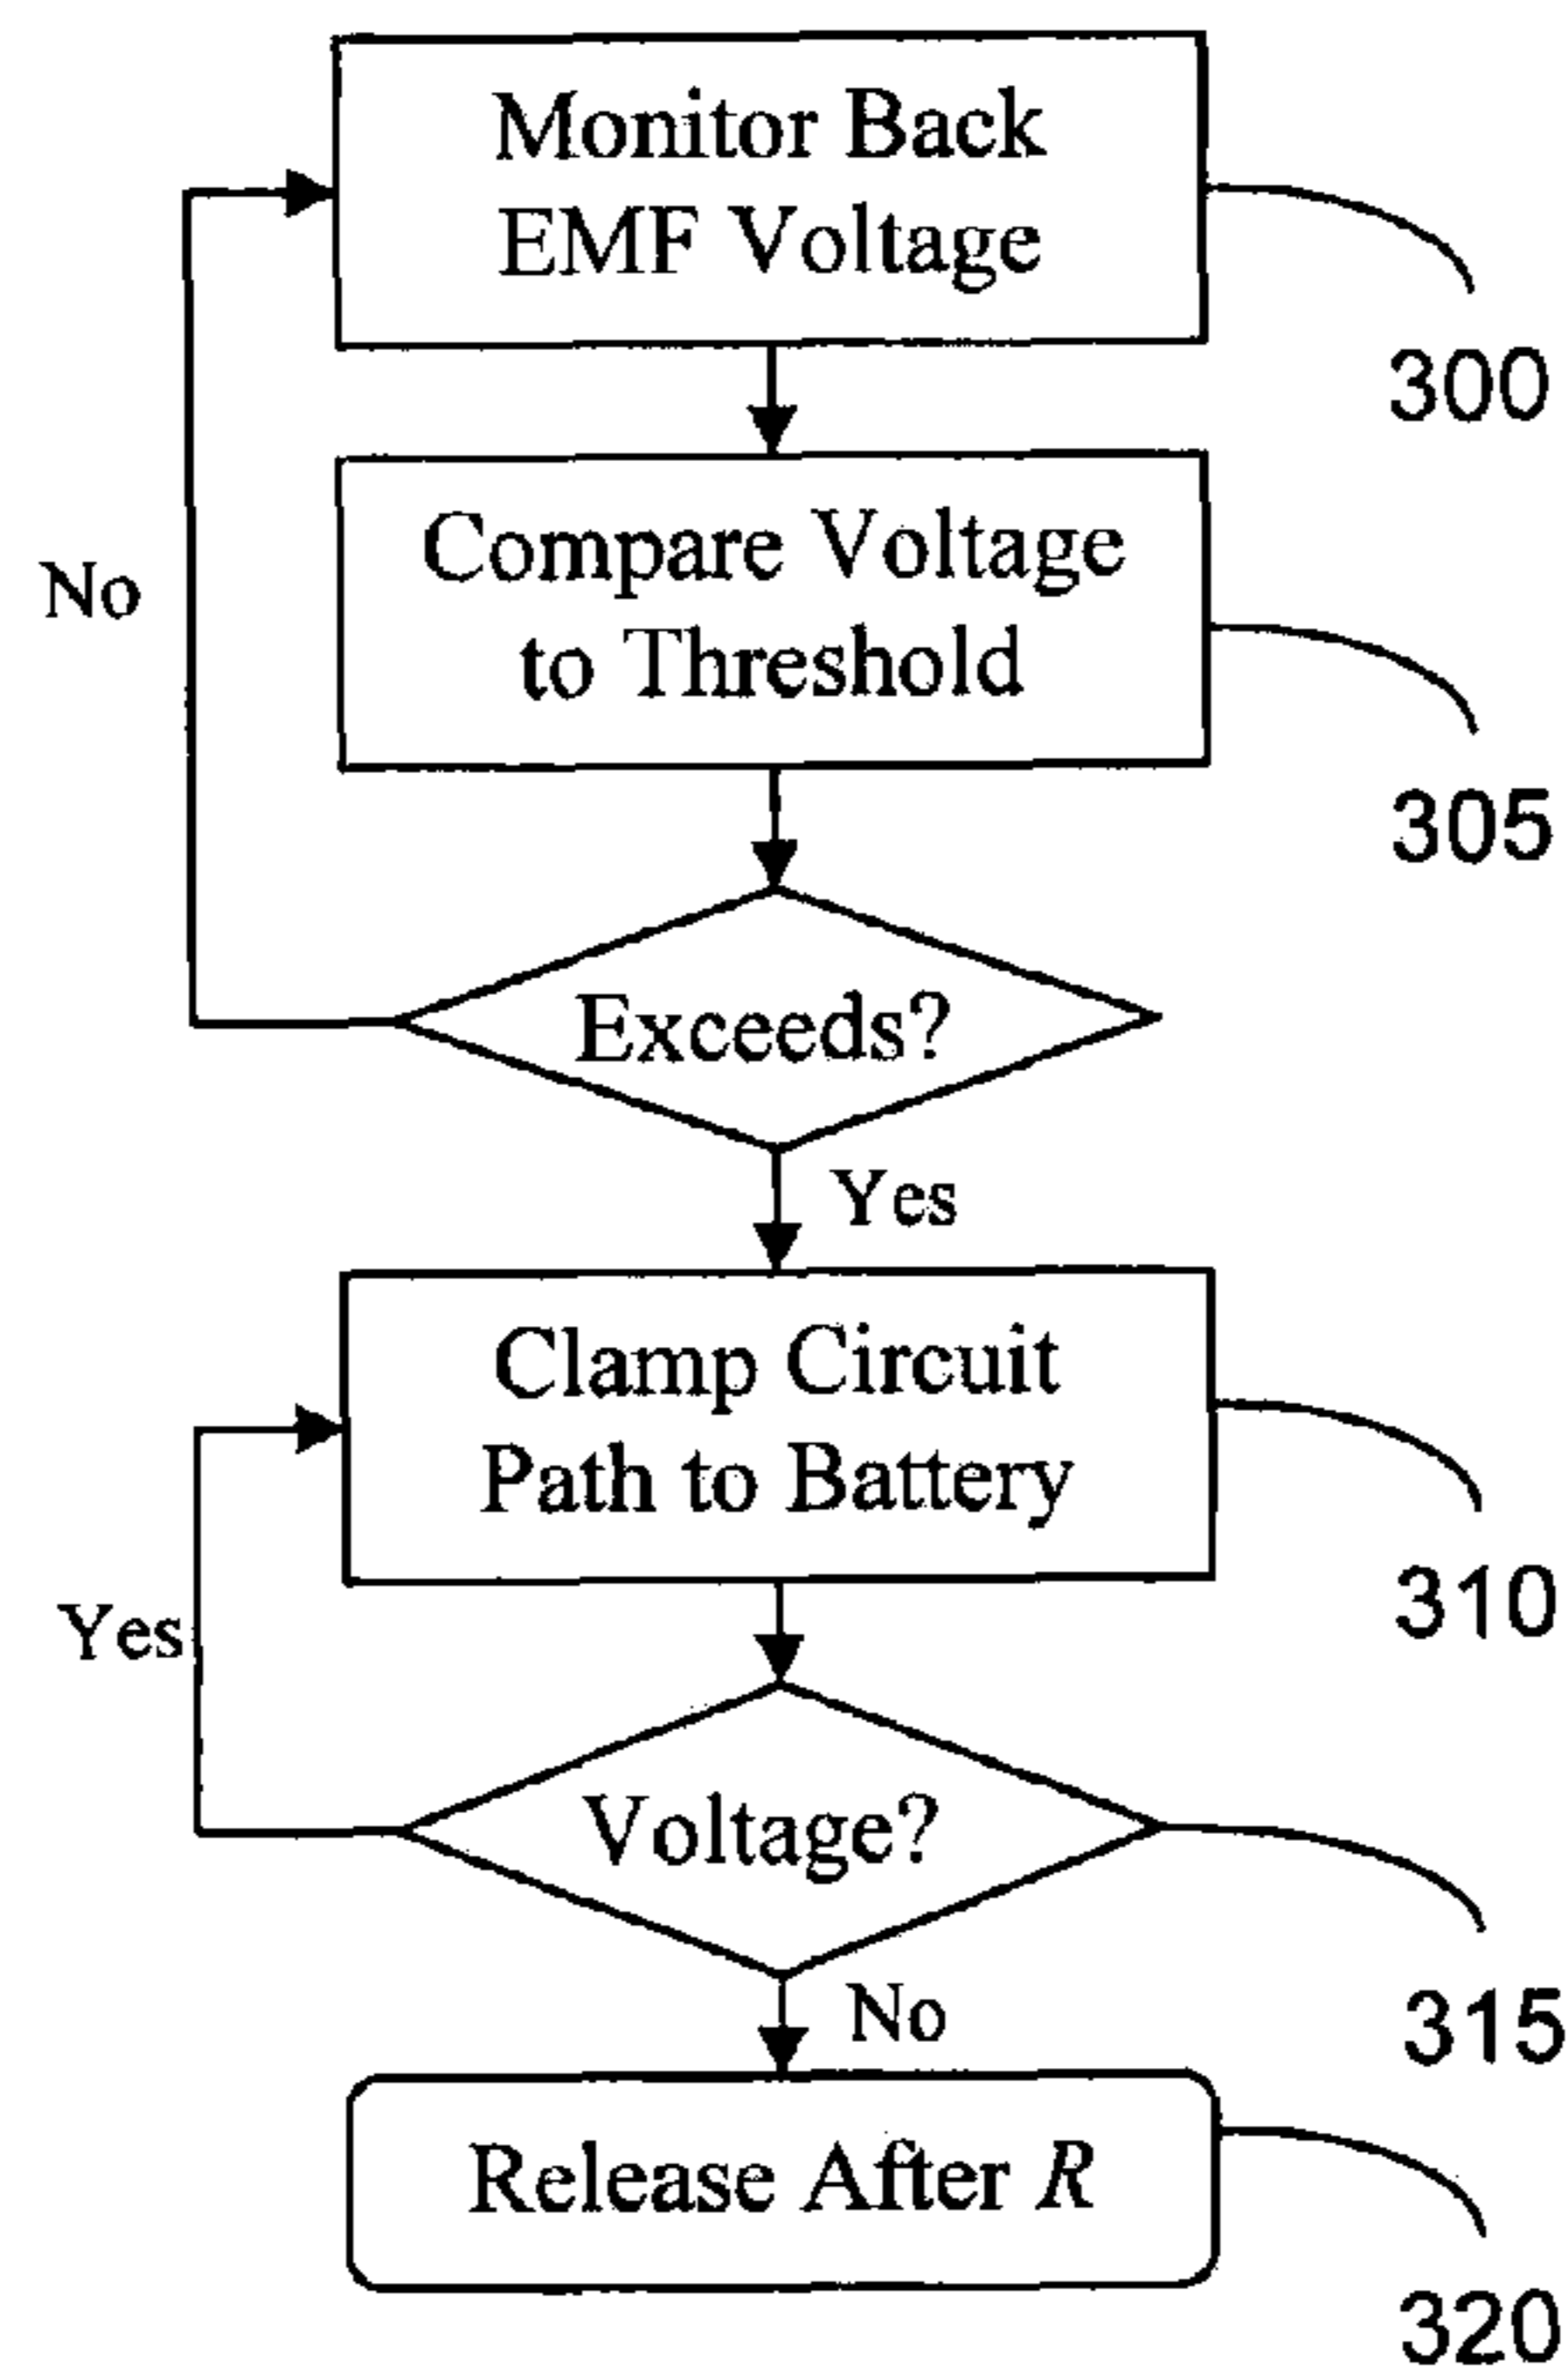 Monitor Back
EMF Voltage
300
Compare Voltage
to Threshold
305
No
Exceeds?
Yes
Clamp Circuit
Path to Battery
310
Yes
Voltage?
315
No
Release After R
320